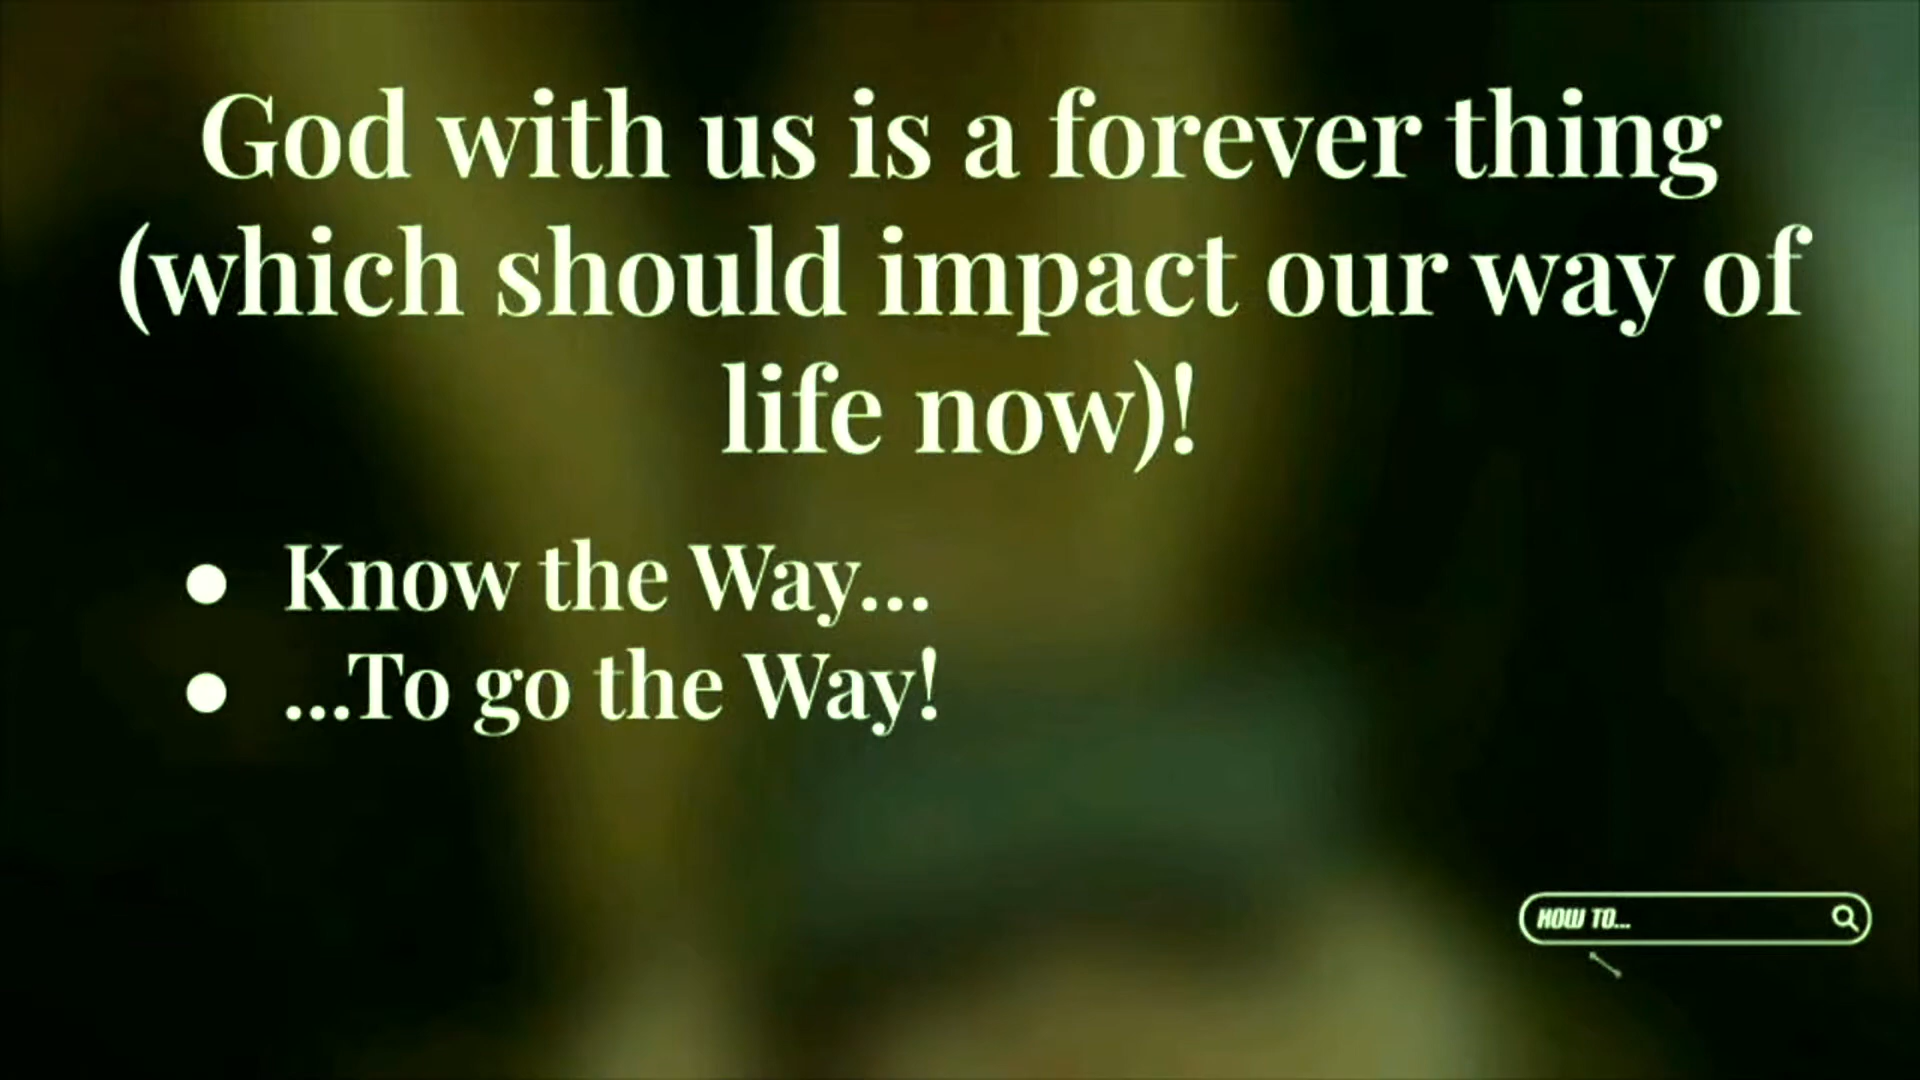 God with us is a forever thing
(which should impact our way of
life now)!
● Know the Way...
● ...To go the Way!
HOW TO...